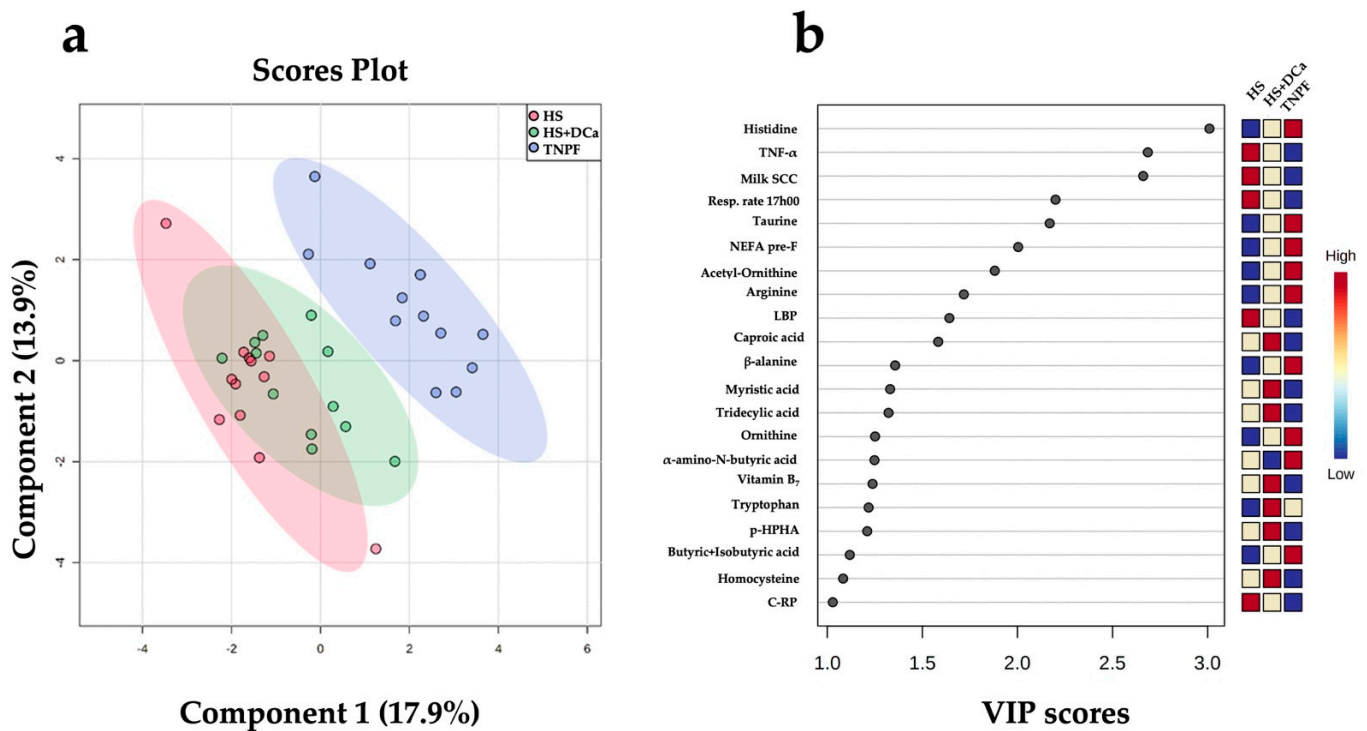 a
Scores Plot
HS
HS+DCa
TNPF
4
2
0
-2
-4
-4
-2
0
2
4
6
Component 2 (13.9%)
Component 1 (17.9%)
b
HS
HS+DCa
TNPF
Histidine
TNF-α
Milk SCC
Resp. rate 17h00
Taurine
NEFA pre-F
Acetyl-Ornithine
Arginine
LBP
Caproic acid
β-alanine
Myristic acid
Tridecylic acid
Ornithine
α-amino-N-butyric acid
Vitamin B₇
Tryptophan
p-HPHA
Butyric+Isobutyric acid
Homocysteine
C-RP
High
Low
1.0
1.5
2.0
2.5
3.0
VIP scores